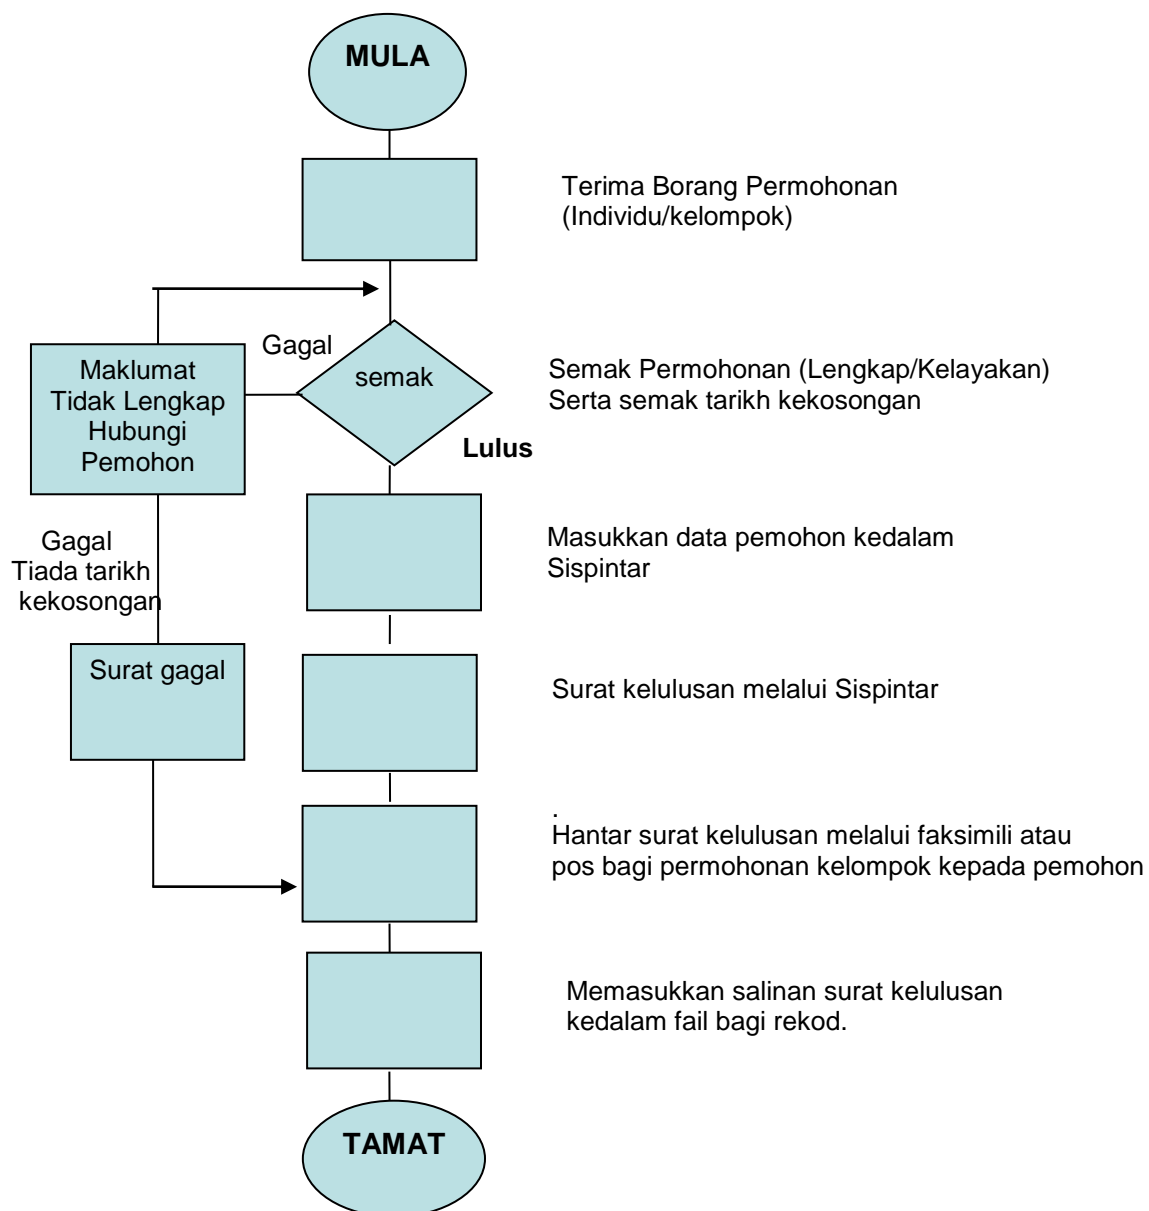 MULA
Terima Borang Permohonan
(Individu/kelompok)
Gagal
semak
Maklumat
Tidak Lengkap
Hubungi
Pemohon
Semak Permohonan (Lengkap/Kelayakan)
Serta semak tarikh kekosongan
Lulus
Gagal
Tiada tarikh
kekosongan
Masukkan data pemohon kedalam
Sispintar
Surat gagal
Surat kelulusan melalui Sispintar
.
Hantar surat kelulusan melalui faksimili atau
pos bagi permohonan kelompok kepada pemohon
Memasukkan salinan surat kelulusan
kedalam fail bagi rekod.
TAMAT